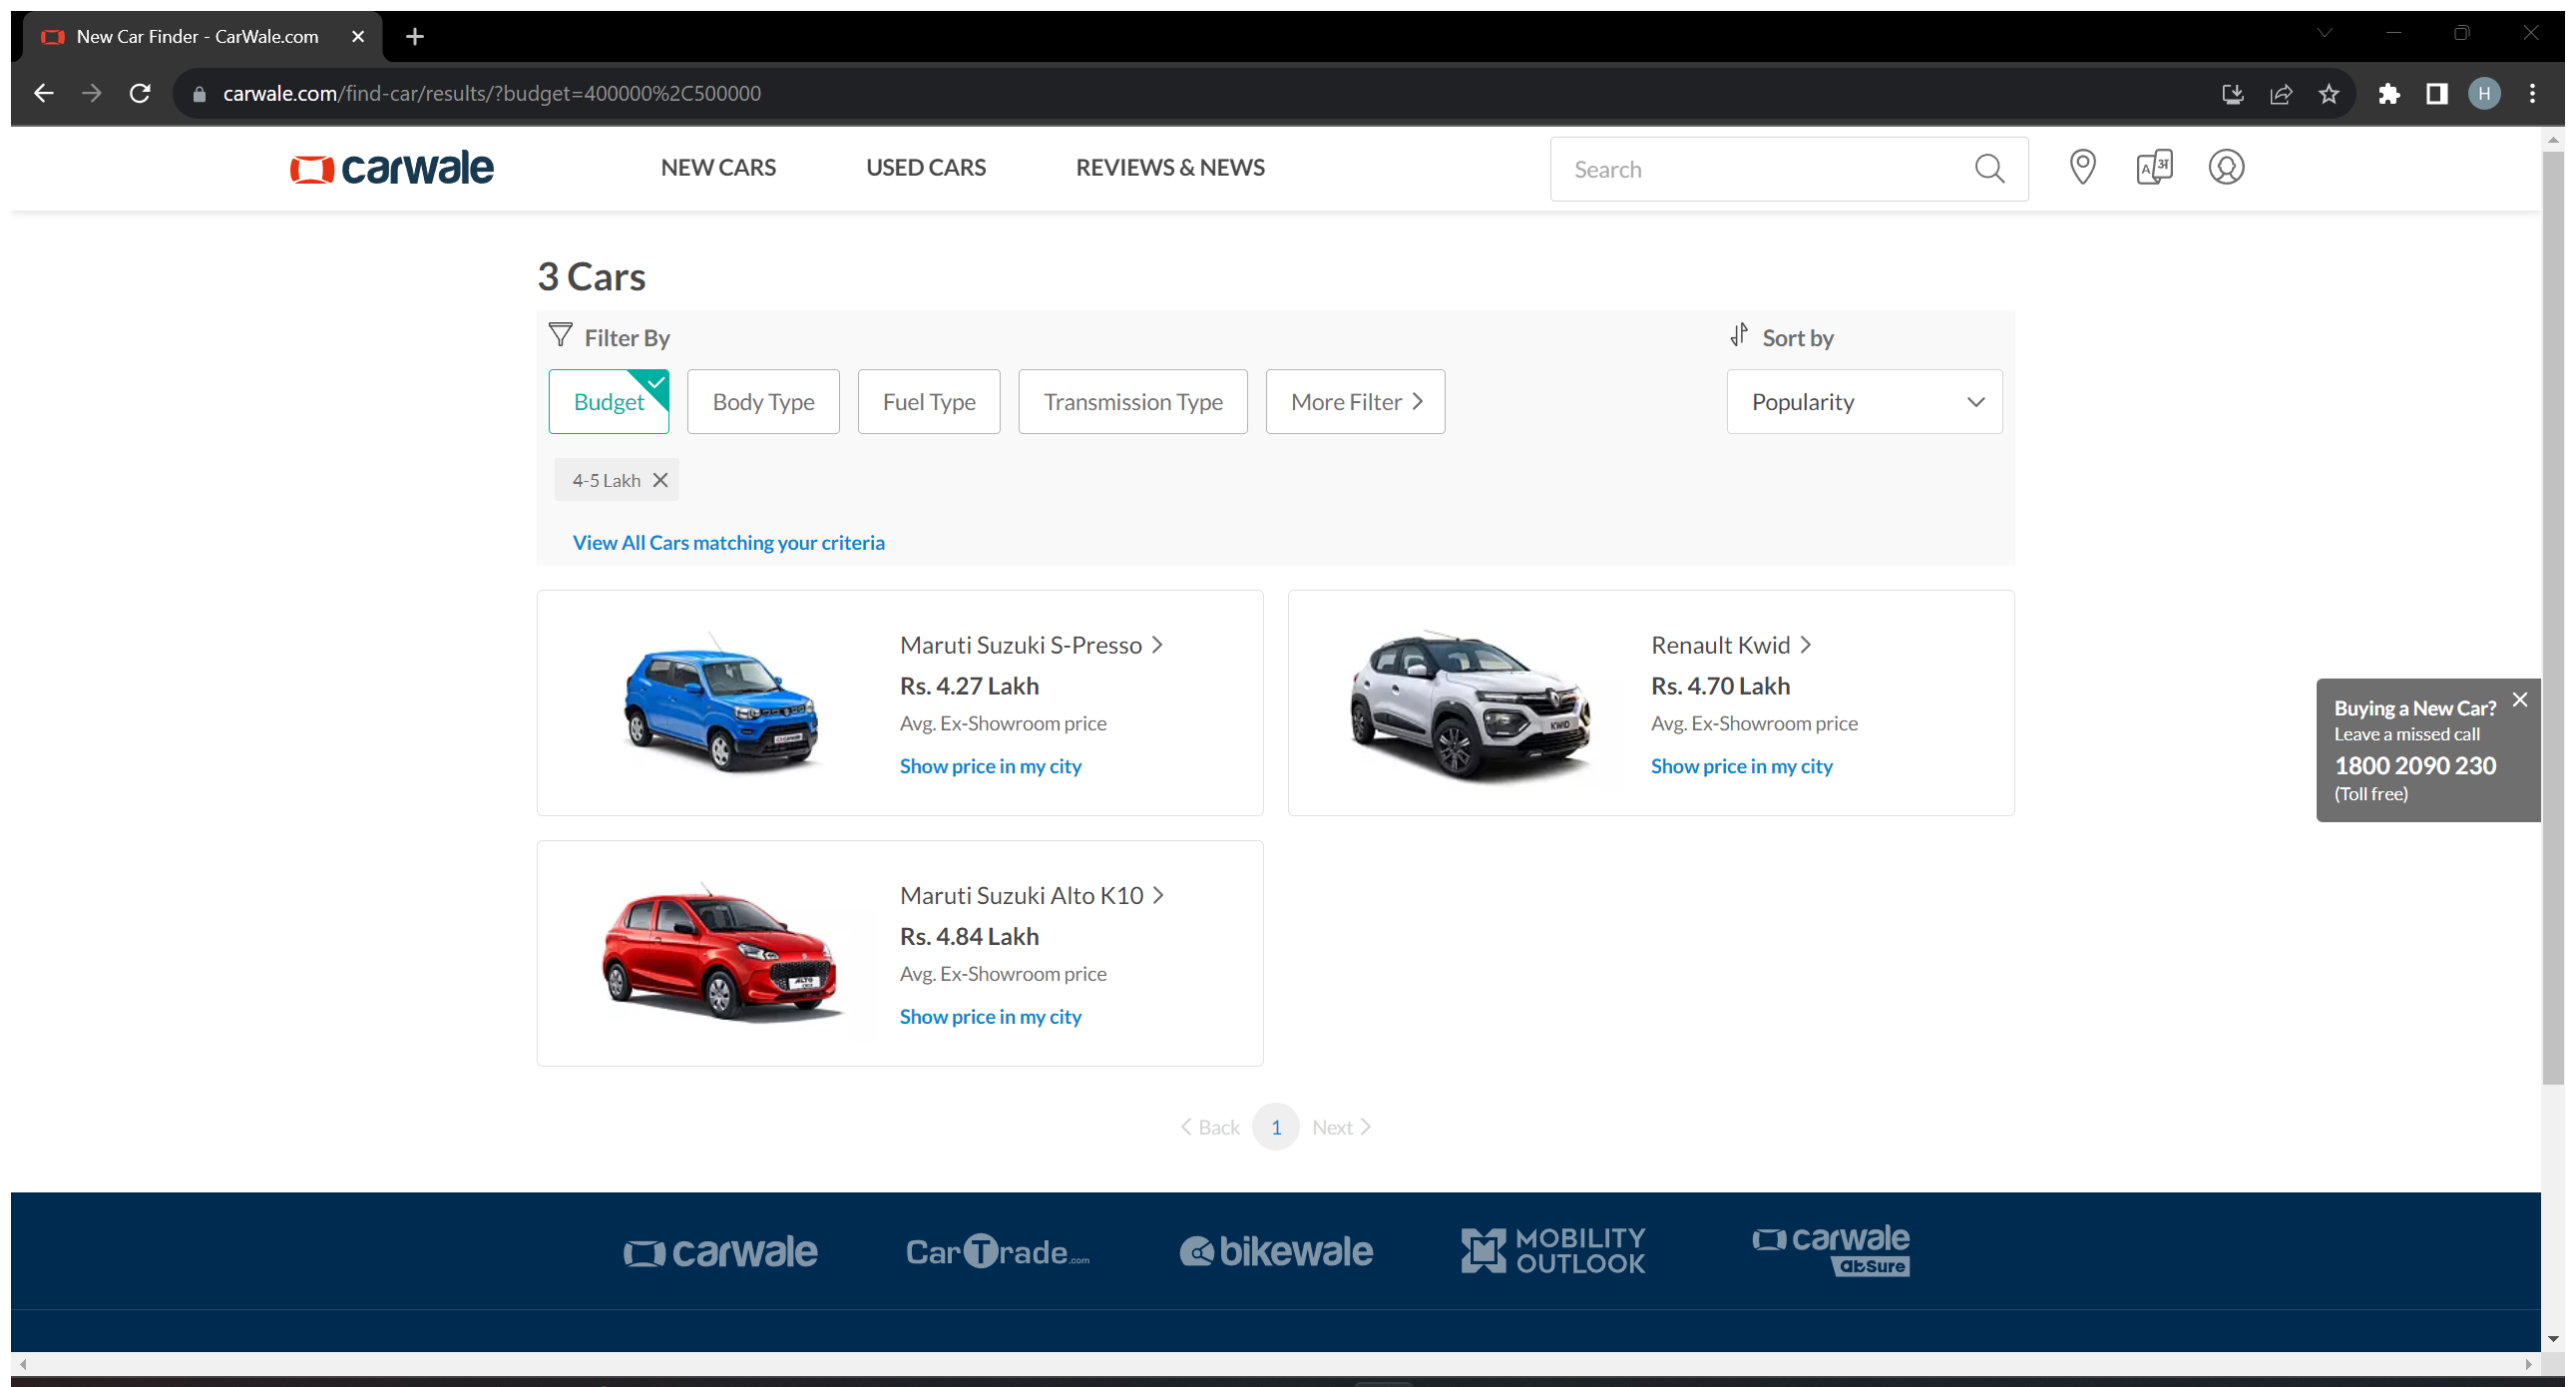 New Car Finder - CarWale.com
carwale.com/find-car/results/?budget=400000%2C500000
H
carwale
NEW CARS
USED CARS
REVIEWS & NEWS
Search
A अ
3 Cars
Filter By
Sort by
Budget
Body Type
Fuel Type
Transmission Type
More Filter
Popularity
4-5 Lakh
View All Cars matching your criteria
Maruti Suzuki S-Presso
Rs. 4.27 Lakh
Avg. Ex-Showroom price
Show price in my city
carwale
Renault Kwid
Rs. 4.70 Lakh
Avg. Ex-Showroom price
Show price in my city
KWID
Buying a New Car?
Leave a missed call
1800 2090 230
(Toll free)
Maruti Suzuki Alto K10
Rs. 4.84 Lakh
Avg. Ex-Showroom price
Show price in my city
ALTO
Back
1
Next
carwale
CarTrade.com
bikewale
MOBILITY
OUTLOOK
carwale
abSure